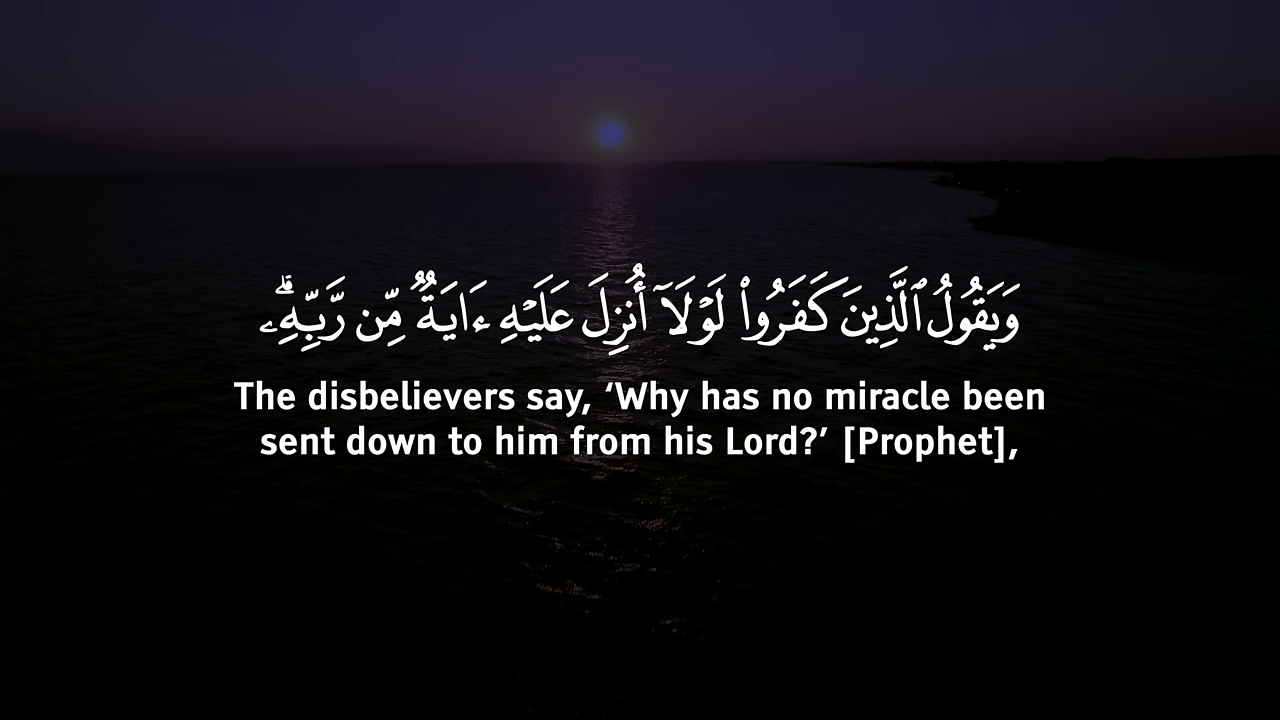 وَيَقُولُ ٱلَّذِينَ كَفَرُوا۟ لَوْلَآ أُنزِلَ عَلَيْهِ ءَايَةٌ مِّن رَّبِّهِۦٓ ۗ
The disbelievers say, ‘Why has no miracle been
sent down to him from his Lord?’ [Prophet],